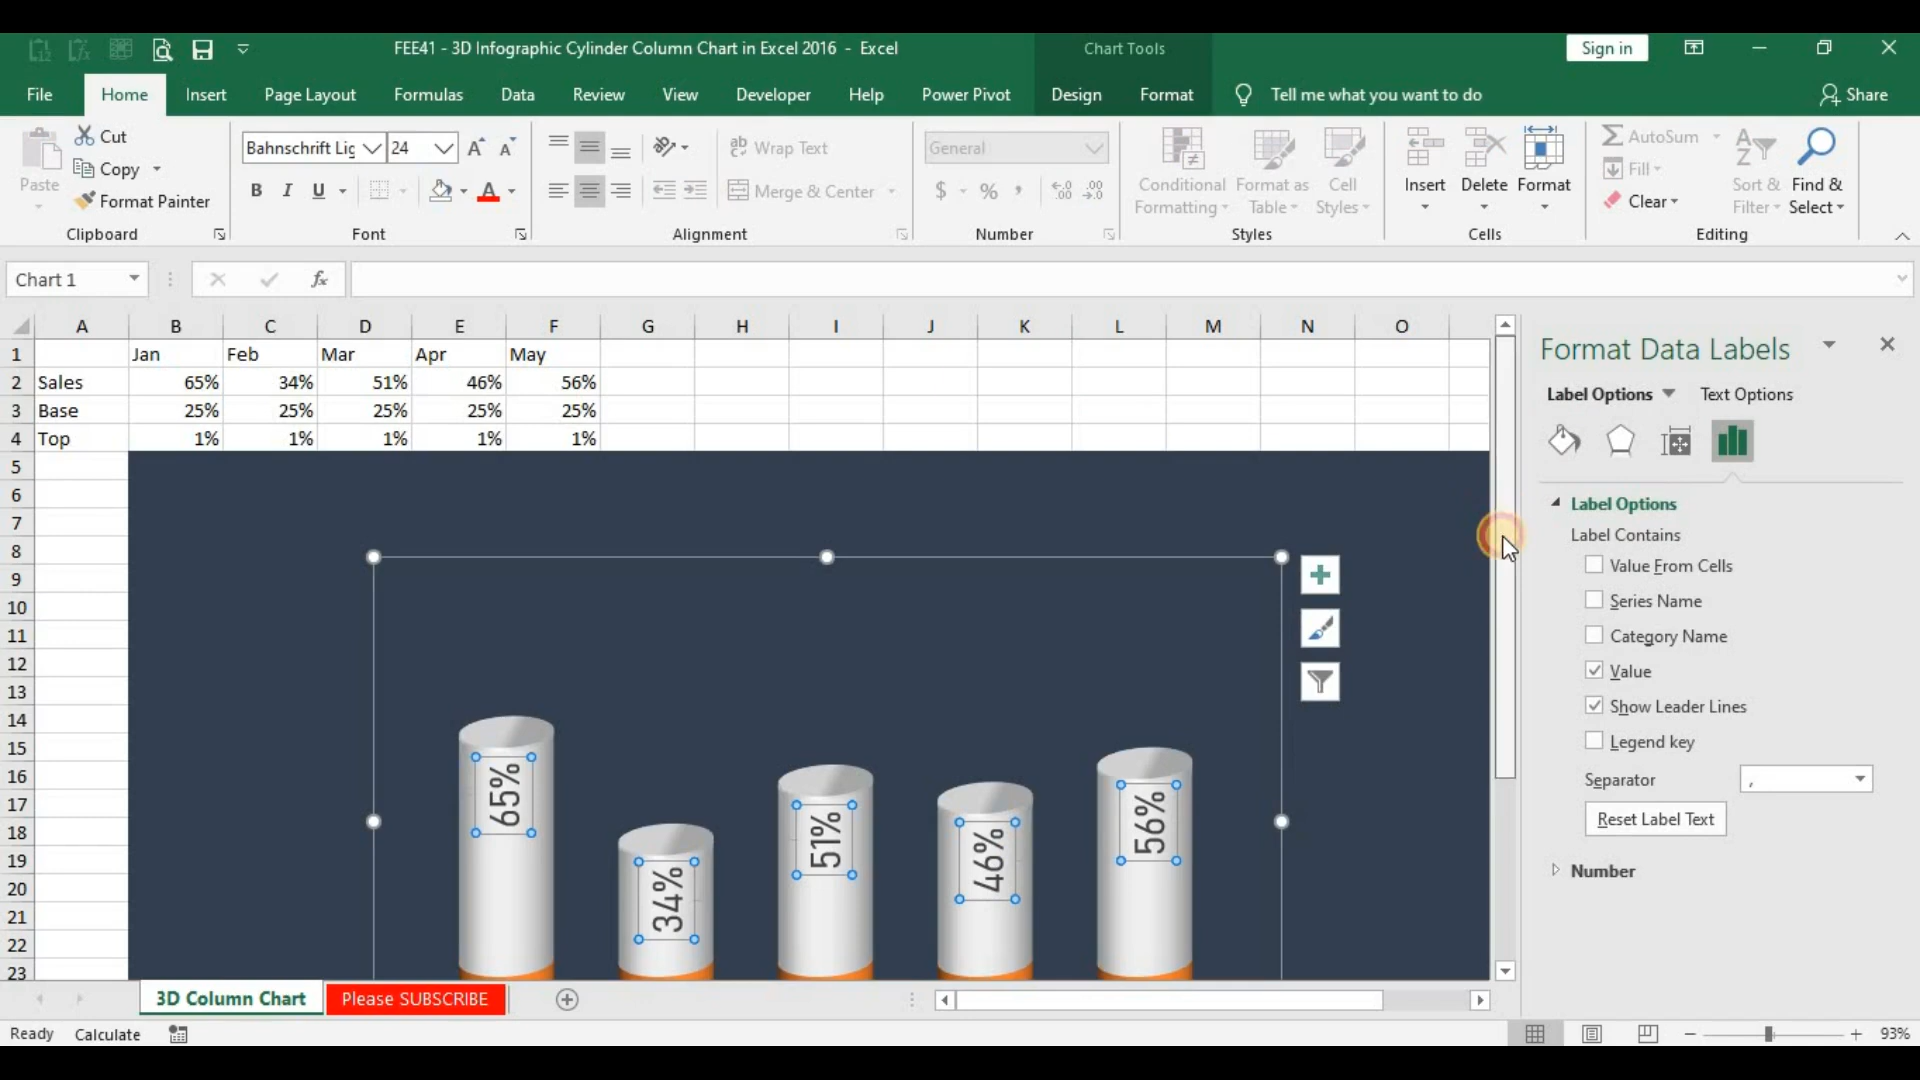 FEE41 - 3D Infographic Cylinder Column Chart in Excel 2016 - Excel
Chart Tools
Sign in
File Home Insert Page Layout Formulas Data Review View Developer Help Power Pivot Design Format Tell me what you want to do Share
Paste
Cut
Copy
Format Painter
Clipboard
Bahnschrift Lig 24
B I U
Font
Wrap Text
Merge & Center
Alignment
General
$ % ,
Number
Conditional Formatting
Format as Table
Cell Styles
Styles
Insert Delete Format
Cells
AutoSum
Fill
Clear
Sort & Filter
Find & Select
Editing
Chart 1
fx
A B C D E F G H I J K L M N O
1 Jan Feb Mar Apr May
2 Sales 65% 34% 51% 46% 56%
3 Base 25% 25% 25% 25% 25%
4 Top 1% 1% 1% 1% 1%
5
6
7
8
9
10
11
12
13
14
15
16
17
18
19
20
21
22
23
65%
34%
51%
46%
56%
Format Data Labels
Label Options Text Options
Label Options
Label Contains
Value From Cells
Series Name
Category Name
Value
Show Leader Lines
Legend key
Separator ,
Reset Label Text
Number
3D Column Chart Please SUBSCRIBE
Ready Calculate 93%